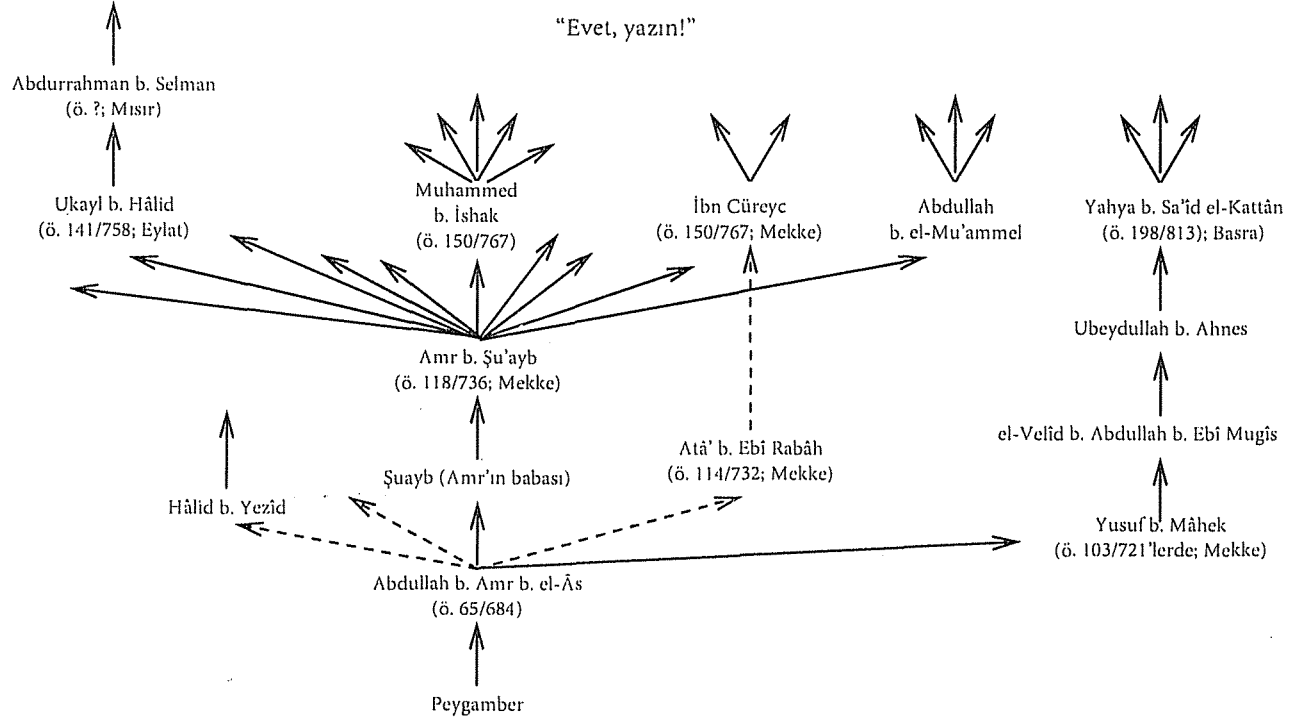 “Evet, yazın!”
Abdurrahman b. Selman
(ö. ?; Mısır)
Ukayl b. Hâlid
(ö. 141/758; Eylat)
Muhammed
b. İshak
(ö. 150/767)
İbn Cüreyc
(ö. 150/767; Mekke)
Abdullah
b. el-Mu’ammel
Yahya b. Sa’îd el-Kattân
(ö. 198/813); Basra)
Ubeydullah b. Ahnes
Amr b. Şu’ayb
(ö. 118/736; Mekke)
el-Velîd b. Abdullah b. Ebî Mugîs
Atâ’ b. Ebî Rabâh
(ö. 114/732; Mekke)
Şuayb (Amr’ın babası)
Hâlid b. Yezîd
Yusuf b. Mâhek
(ö. 103/721’lerde; Mekke)
Abdullah b. Amr b. el-Âs
(ö. 65/684)
Peygamber